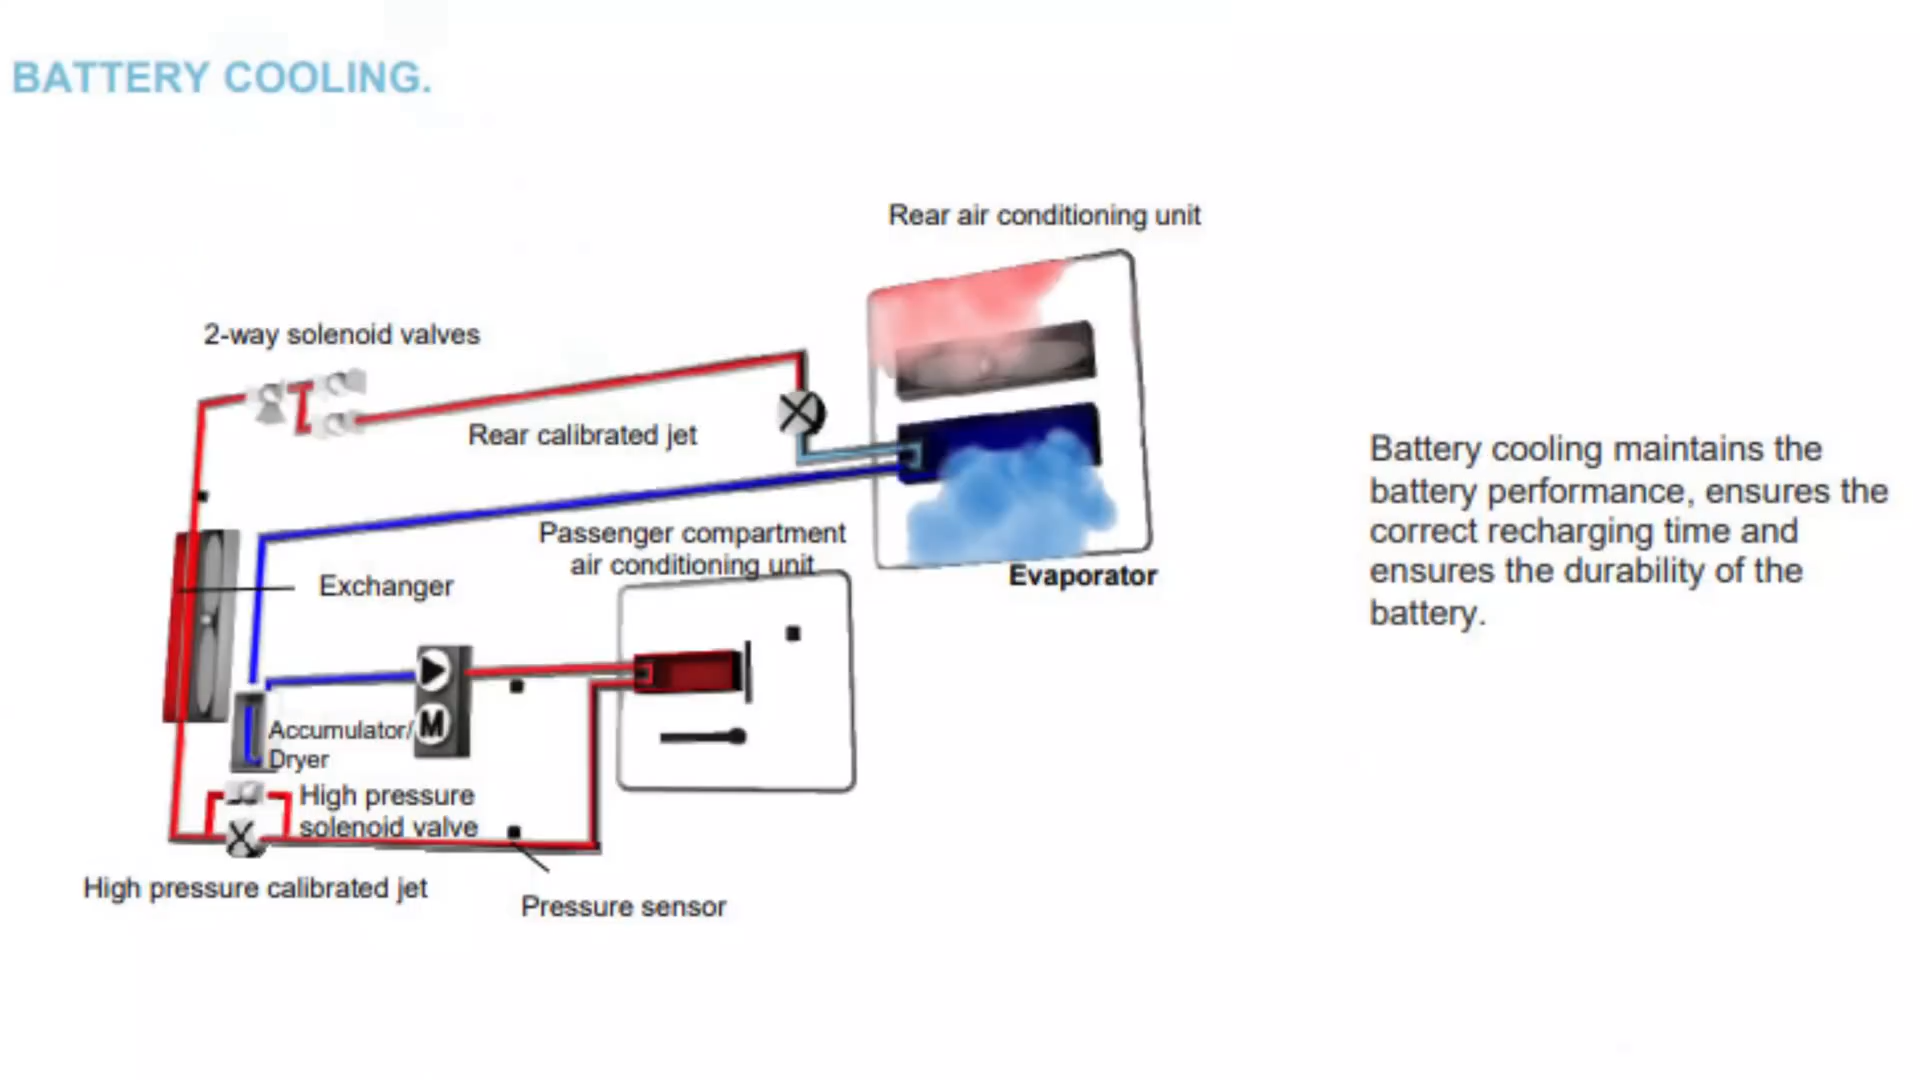 BATTERY COOLING.
Rear air conditioning unit
2-way solenoid valves
Rear calibrated jet
Battery cooling maintains the
battery performance, ensures the
correct recharging time and
ensures the durability of the
battery.
Passenger compartment
air conditioning unit
Evaporator
Exchanger
Accumulator/
Dryer
M
High pressure
solenoid valve
High pressure calibrated jet
Pressure sensor